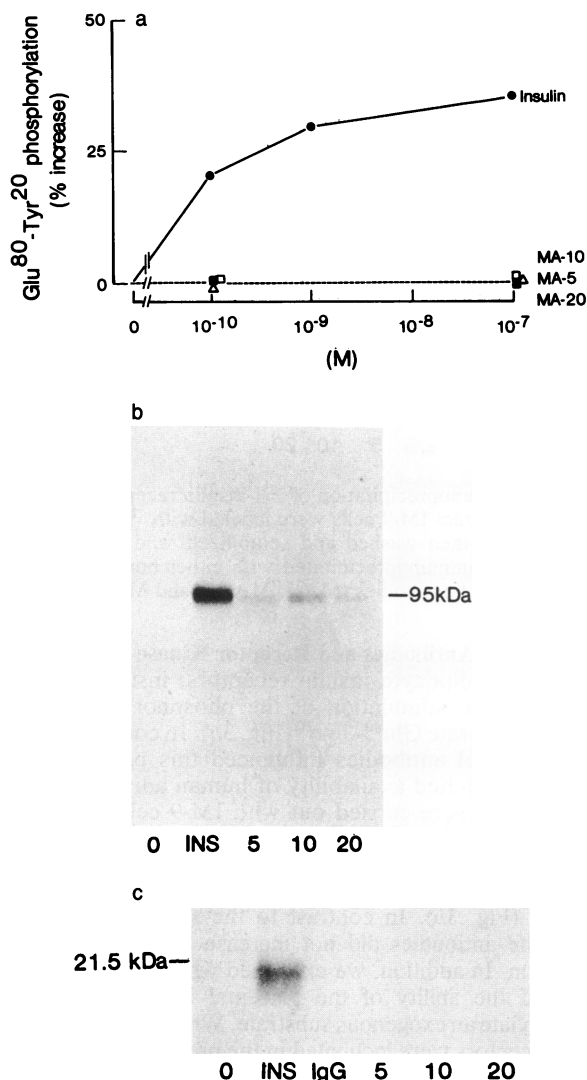 a
50
25
0
Glu80-Tyr20 phosphorylation
(% increase)
Insulin
MA-10
MA-5
MA-20
0 10-10 10-9 10-8 10-7
(M)
b
95kDa
0 INS 5 10 20
c
21.5 kDa
0 INS IgG 5 10 20